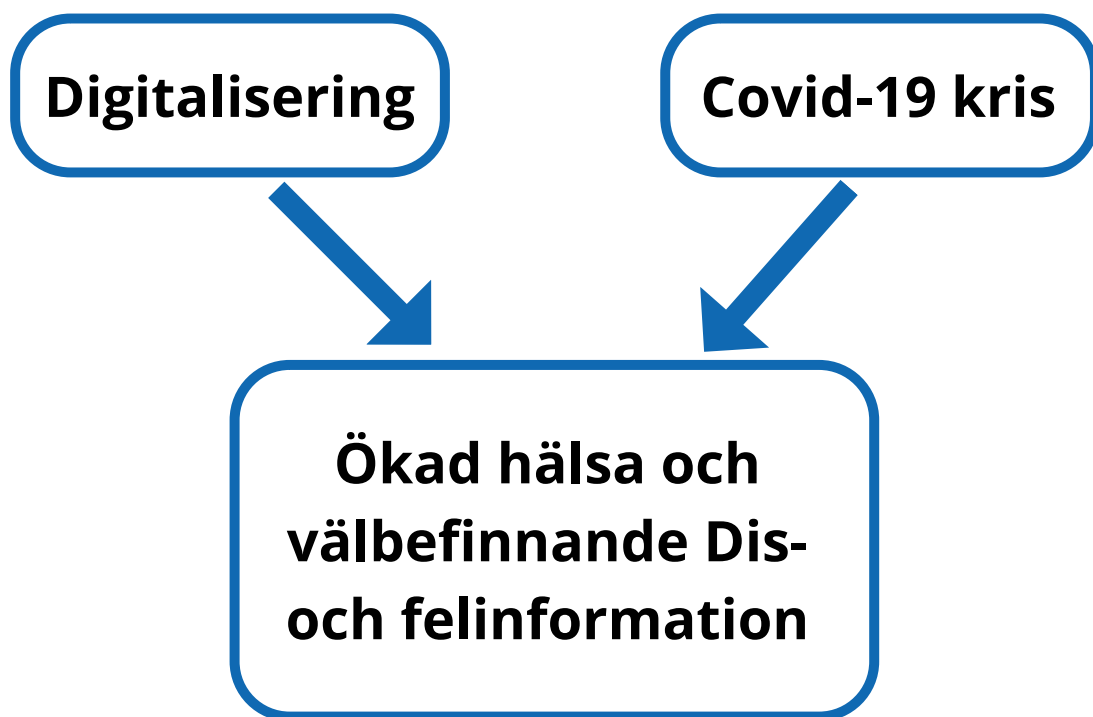 Digitalisering
Covid-19 kris
Ökad hälsa och
välbefinnande Dis-
och felinformation